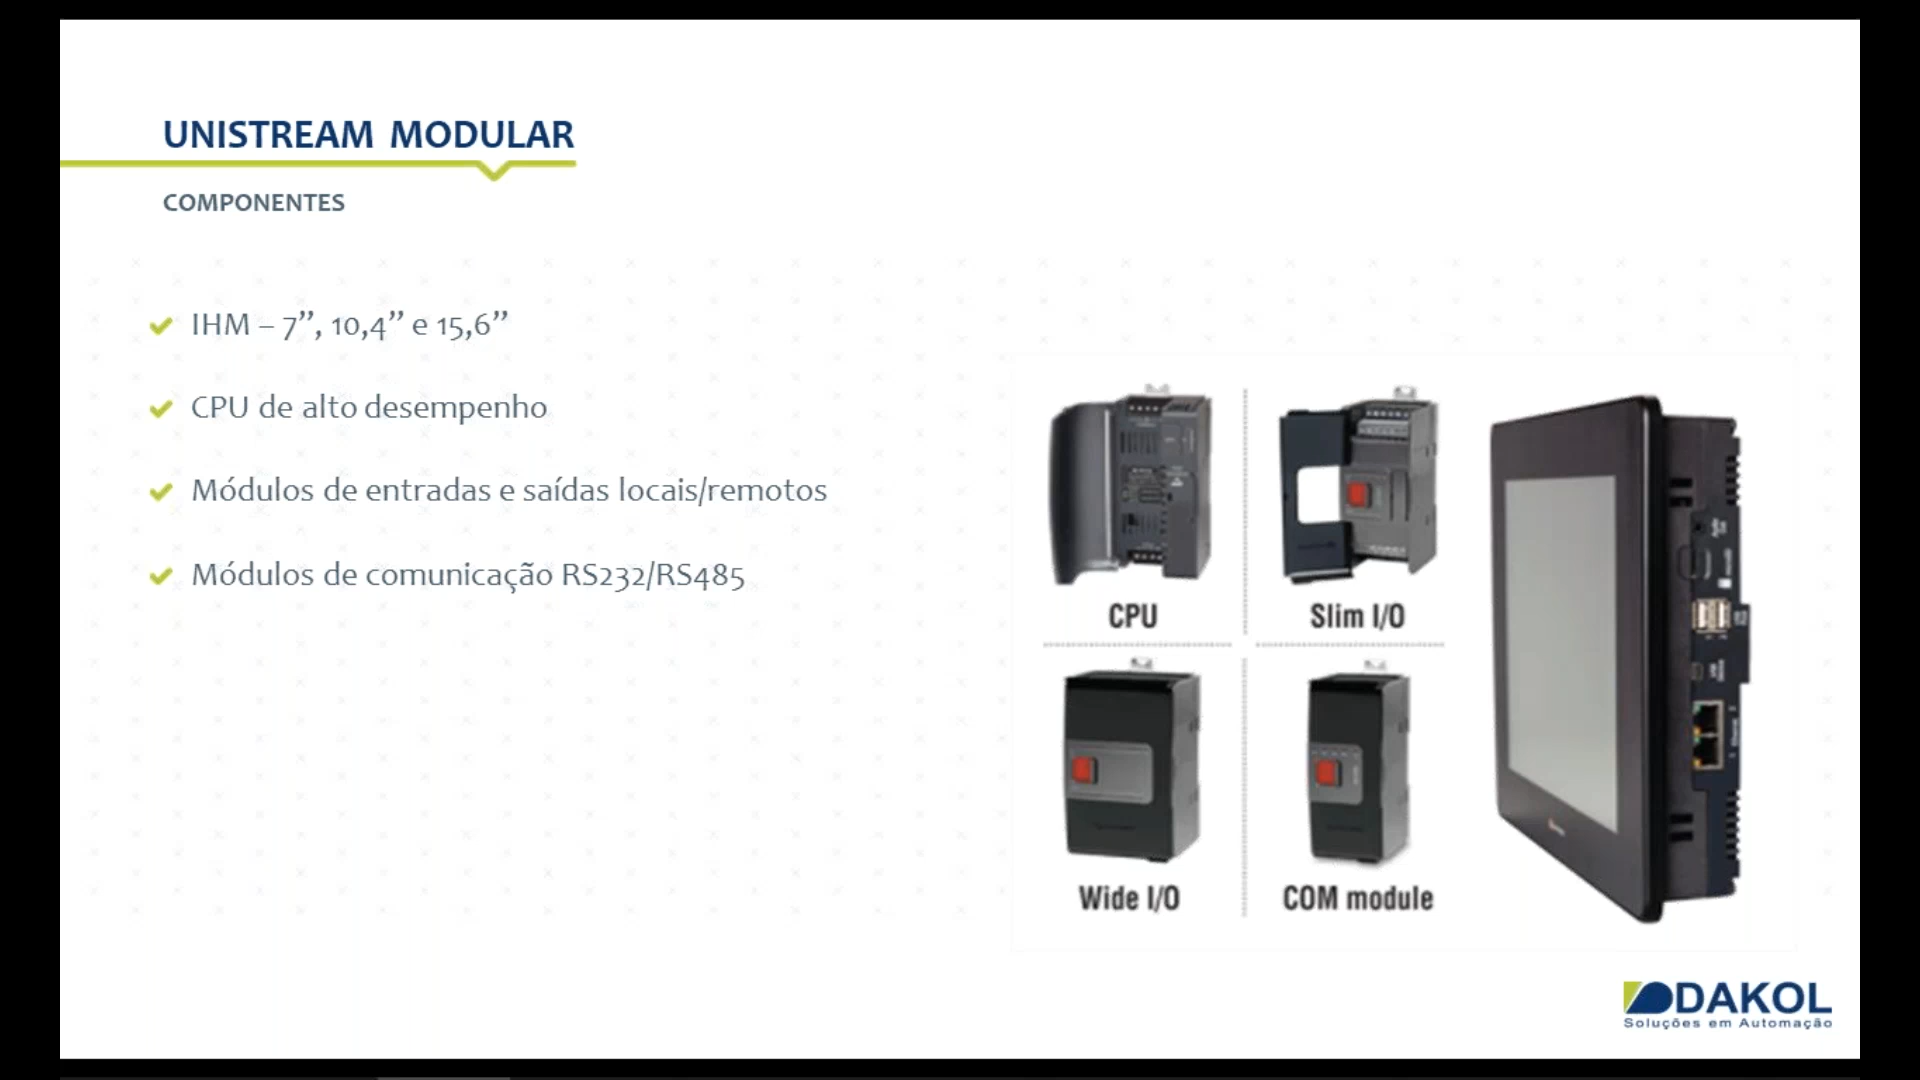 UNISTREAM MODULAR
COMPONENTES
IHM – 7”, 10,4” e 15,6”
CPU de alto desempenho
Módulos de entradas e saídas locais/remotos
Módulos de comunicação RS232/RS485
CPU
Slim I/O
Wide I/O
COM module
DAKOL
Soluções em Automação